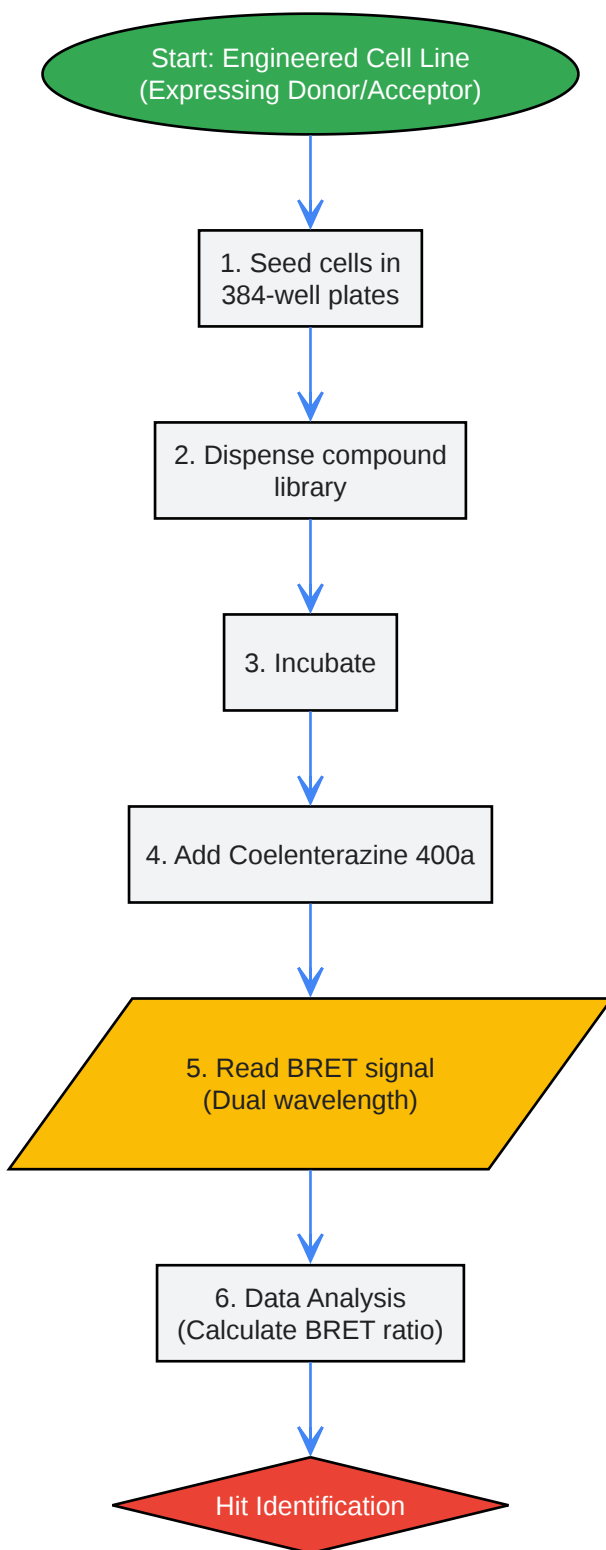 Start: Engineered Cell Line
(Expressing Donor/Acceptor)
1. Seed cells in
384-well plates
2. Dispense compound
library
3. Incubate
4. Add Coelenterazine 400a
5. Read BRET signal
(Dual wavelength)
6. Data Analysis
(Calculate BRET ratio)
Hit Identification